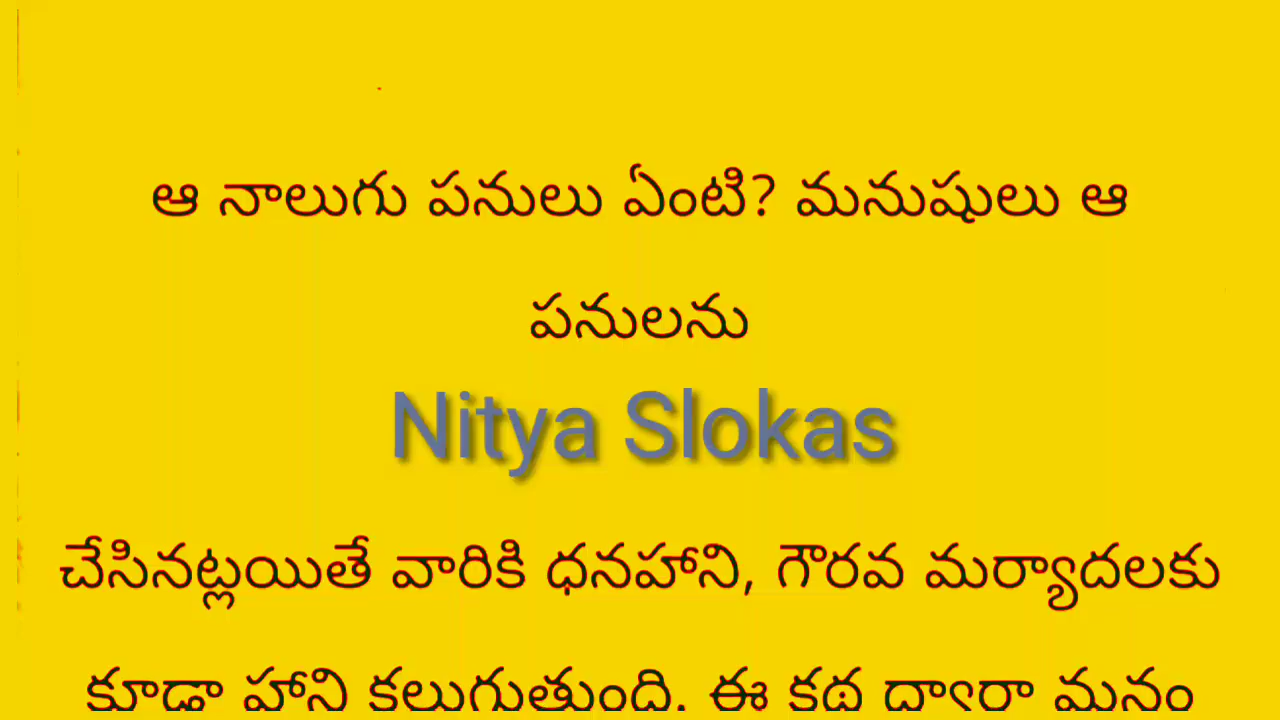 ఆ నాలుగు పనులు ఏంటి? మనుషులు ఆ
పనులను
Nitya Slokas
చేసినట్లయితే వారికి ధనహాని, గౌరవ మర్యాదలకు
కూడా హాని కలుగుతుంది. ఈ కథ ద్వారా మనం